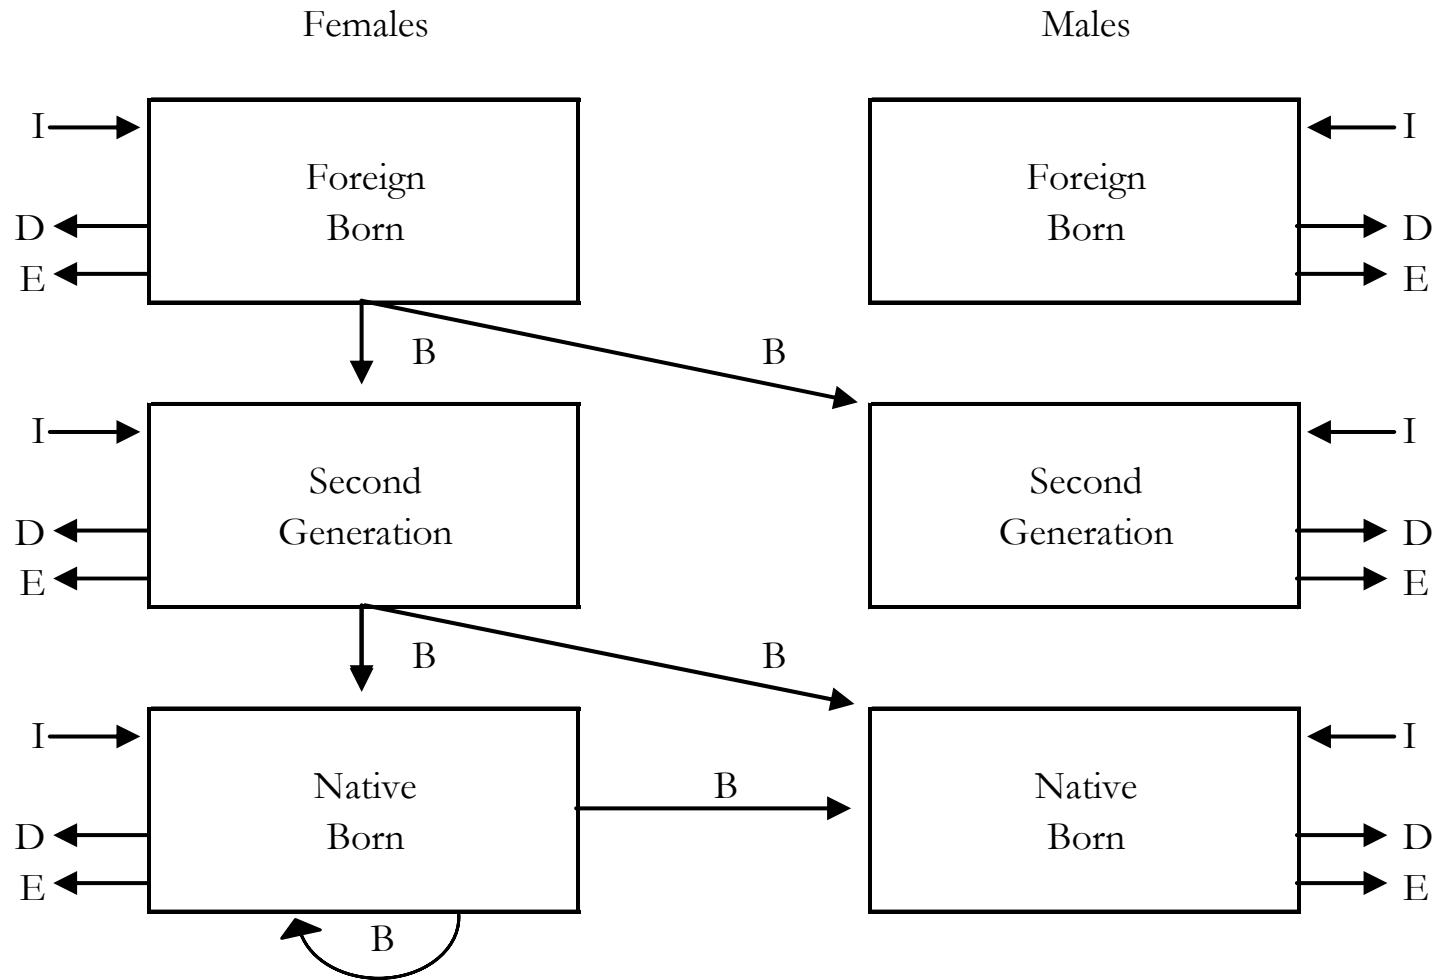 Females Males
I I
Foreign Foreign
Born Born
D D
E E
B B
I I
Second Second
Generation Generation
D D
E E
B B
I I
Native Native
B
Born Born
D D
E E
B